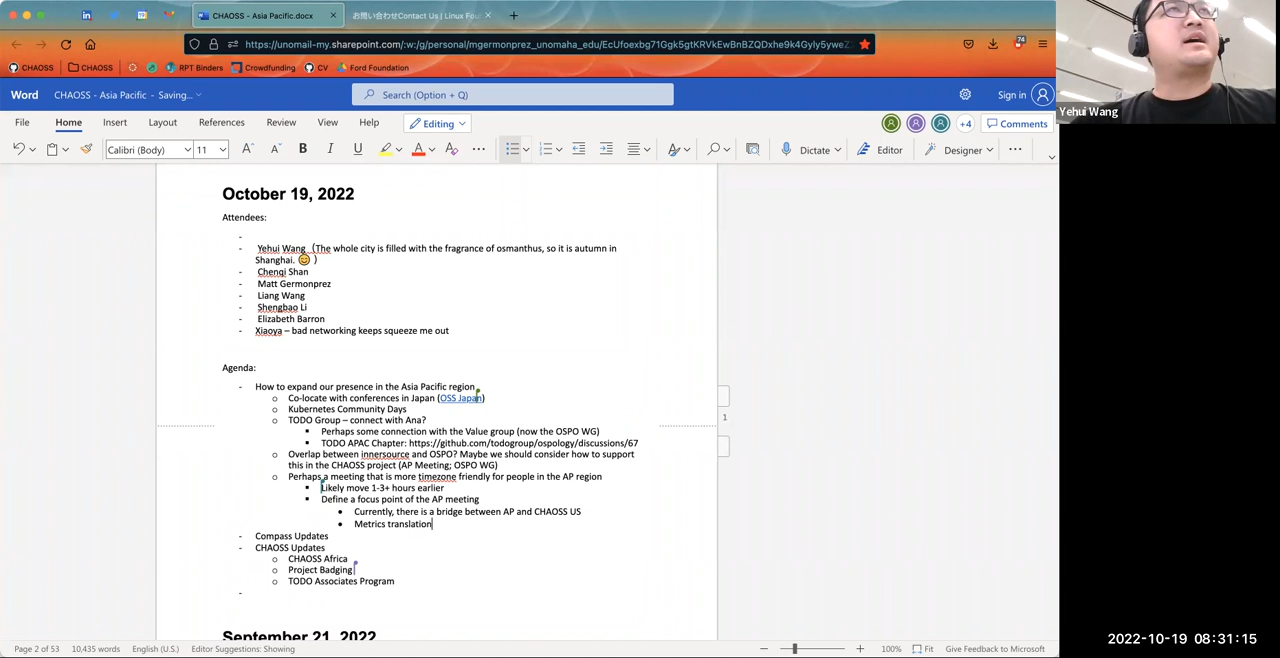 CHAOSS - Asia Pacific.docx
お問い合わせContact Us | Linux Fou
https://unomail-my.sharepoint.com/:w:/g/personal/mgermonprez_unomaha_edu/EcUfoexbg71Ggk5gtKRVkEwBnBZQDxhe9k4Gyly5yweZ
74
CHAOSS
CHAOSS
RPT Binders
Crowdfunding
CV
Ford Foundation
Word
CHAOSS - Asia Pacific - Saving...
Search (Option + Q)
Sign in
File
Home
Insert
Layout
References
Review
View
Help
Editing
+4
Comments
Calibri (Body)
11
B
I
U
Dictate
Editor
Designer
October 19, 2022
Attendees:
-
- Yehui Wang （The whole city is filled with the fragrance of osmanthus, so it is autumn in
Shanghai. 😊 ）
- Chenqi Shan
- Matt Germonprez
- Liang Wang
- Shengbao Li
- Elizabeth Barron
- Xiaoya – bad networking keeps squeeze me out
Agenda:
- How to expand our presence in the Asia Pacific region
o Co-locate with conferences in Japan (OSS Japan)
o Kubernetes Community Days
o TODO Group – connect with Ana?
▪ Perhaps some connection with the Value group (now the OSPO WG)
▪ TODO APAC Chapter: https://github.com/todogroup/ospology/discussions/67
o Overlap between innersource and OSPO? Maybe we should consider how to support
this in the CHAOSS project (AP Meeting; OSPO WG)
o Perhaps a meeting that is more timezone friendly for people in the AP region
▪ Likely move 1-3+ hours earlier
▪ Define a focus point of the AP meeting
• Currently, there is a bridge between AP and CHAOSS US
• Metrics translation
- Compass Updates
- CHAOSS Updates
o CHAOSS Africa
o Project Badging
o TODO Associates Program
-
September 21, 2022
1
Page 2 of 53
10,435 words
English (U.S.)
Editor Suggestions: Showing
100%
Fit
Give Feedback to Microsoft
Yehui Wang
2022-10-19 08:31:15